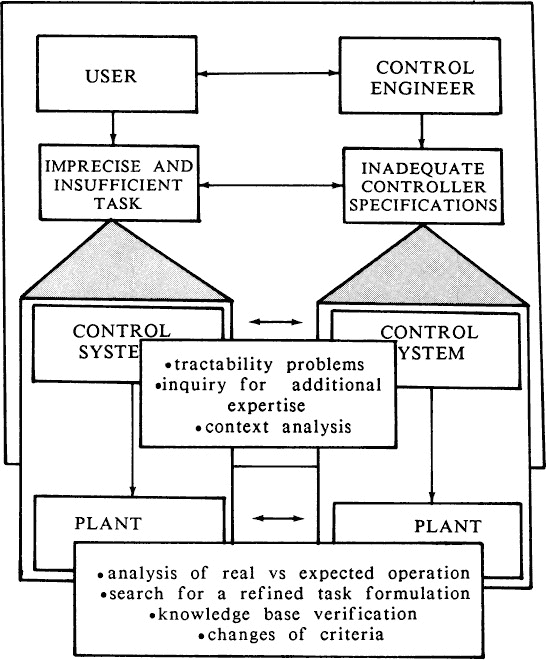 USER
CONTROL
ENGINEER
IMPRECISE AND
INSUFFICIENT
TASK
INADEQUATE
CONTROLLER
SPECIFICATIONS
CONTROL
SYSTE
CONTROL
YSTEM
•tractability problems
•inquiry for additional
expertise
•context analysis
PLANT
PLANT
•analysis of real vs expected operation
•search for a refined task formulation
•knowledge base verification
•changes of criteria